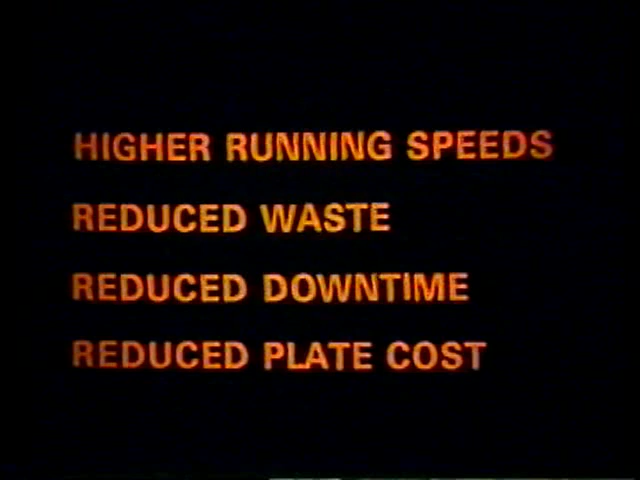 HIGHER RUNNING SPEEDS
REDUCED WASTE
REDUCED DOWNTIME
REDUCED PLATE COST